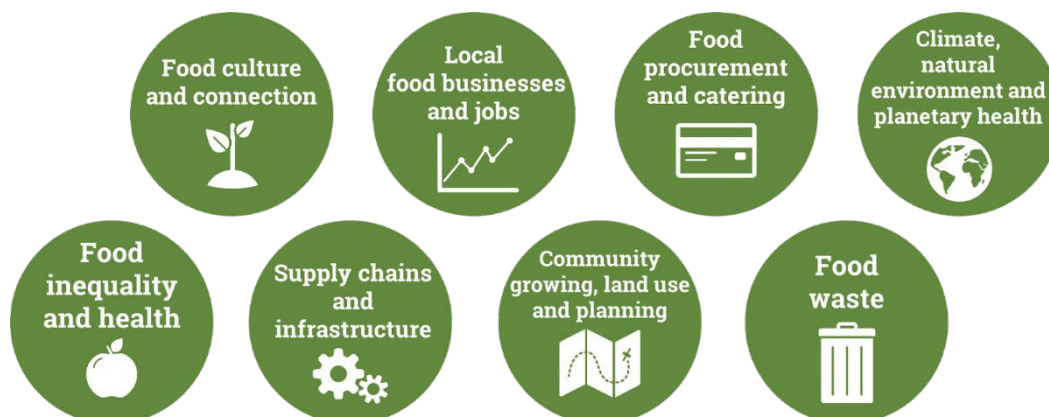 Food culture
and connection
Local
food businesses
and jobs
Food
procurement
and catering
Climate,
natural
environment and
planetary health
Food
inequality
and health
Supply chains
and
infrastructure
Community
growing, land use
and planning
Food
waste